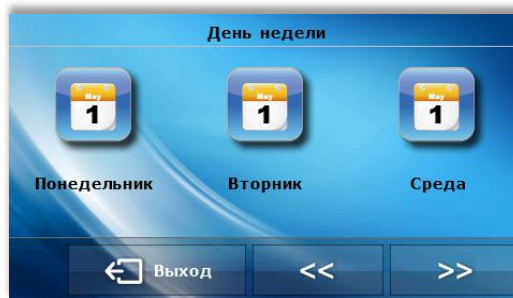 День недели
May May May
1 1 1
Понедельник Вторник Среда
Выход << >>